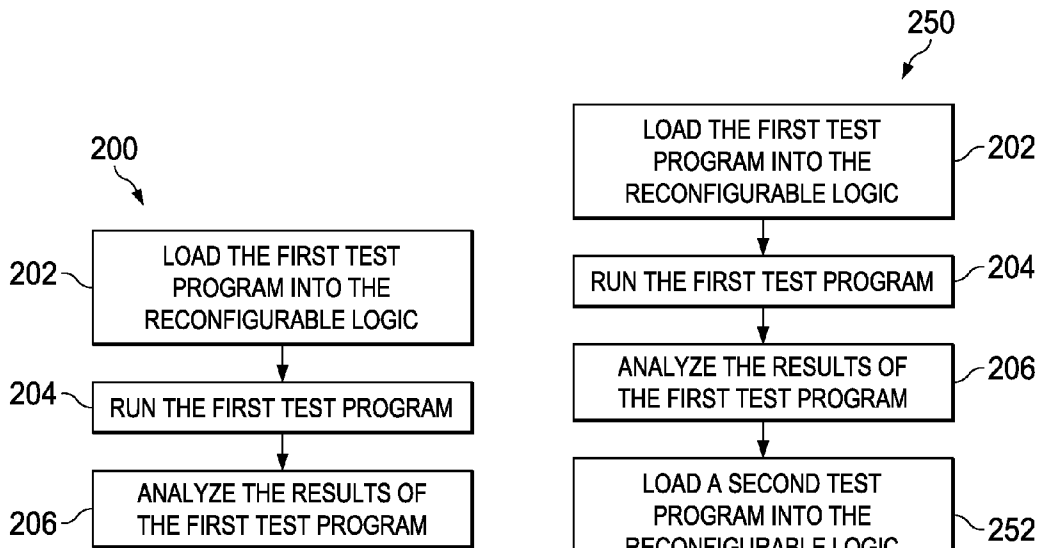 200
202
LOAD THE FIRST TEST
PROGRAM INTO THE
RECONFIGURABLE LOGIC
204
RUN THE FIRST TEST PROGRAM
206
ANALYZE THE RESULTS OF
THE FIRST TEST PROGRAM
250
LOAD THE FIRST TEST
PROGRAM INTO THE
RECONFIGURABLE LOGIC
202
RUN THE FIRST TEST PROGRAM
204
ANALYZE THE RESULTS OF
THE FIRST TEST PROGRAM
206
LOAD A SECOND TEST
PROGRAM INTO THE
RECONFIGURABLE LOGIC
252